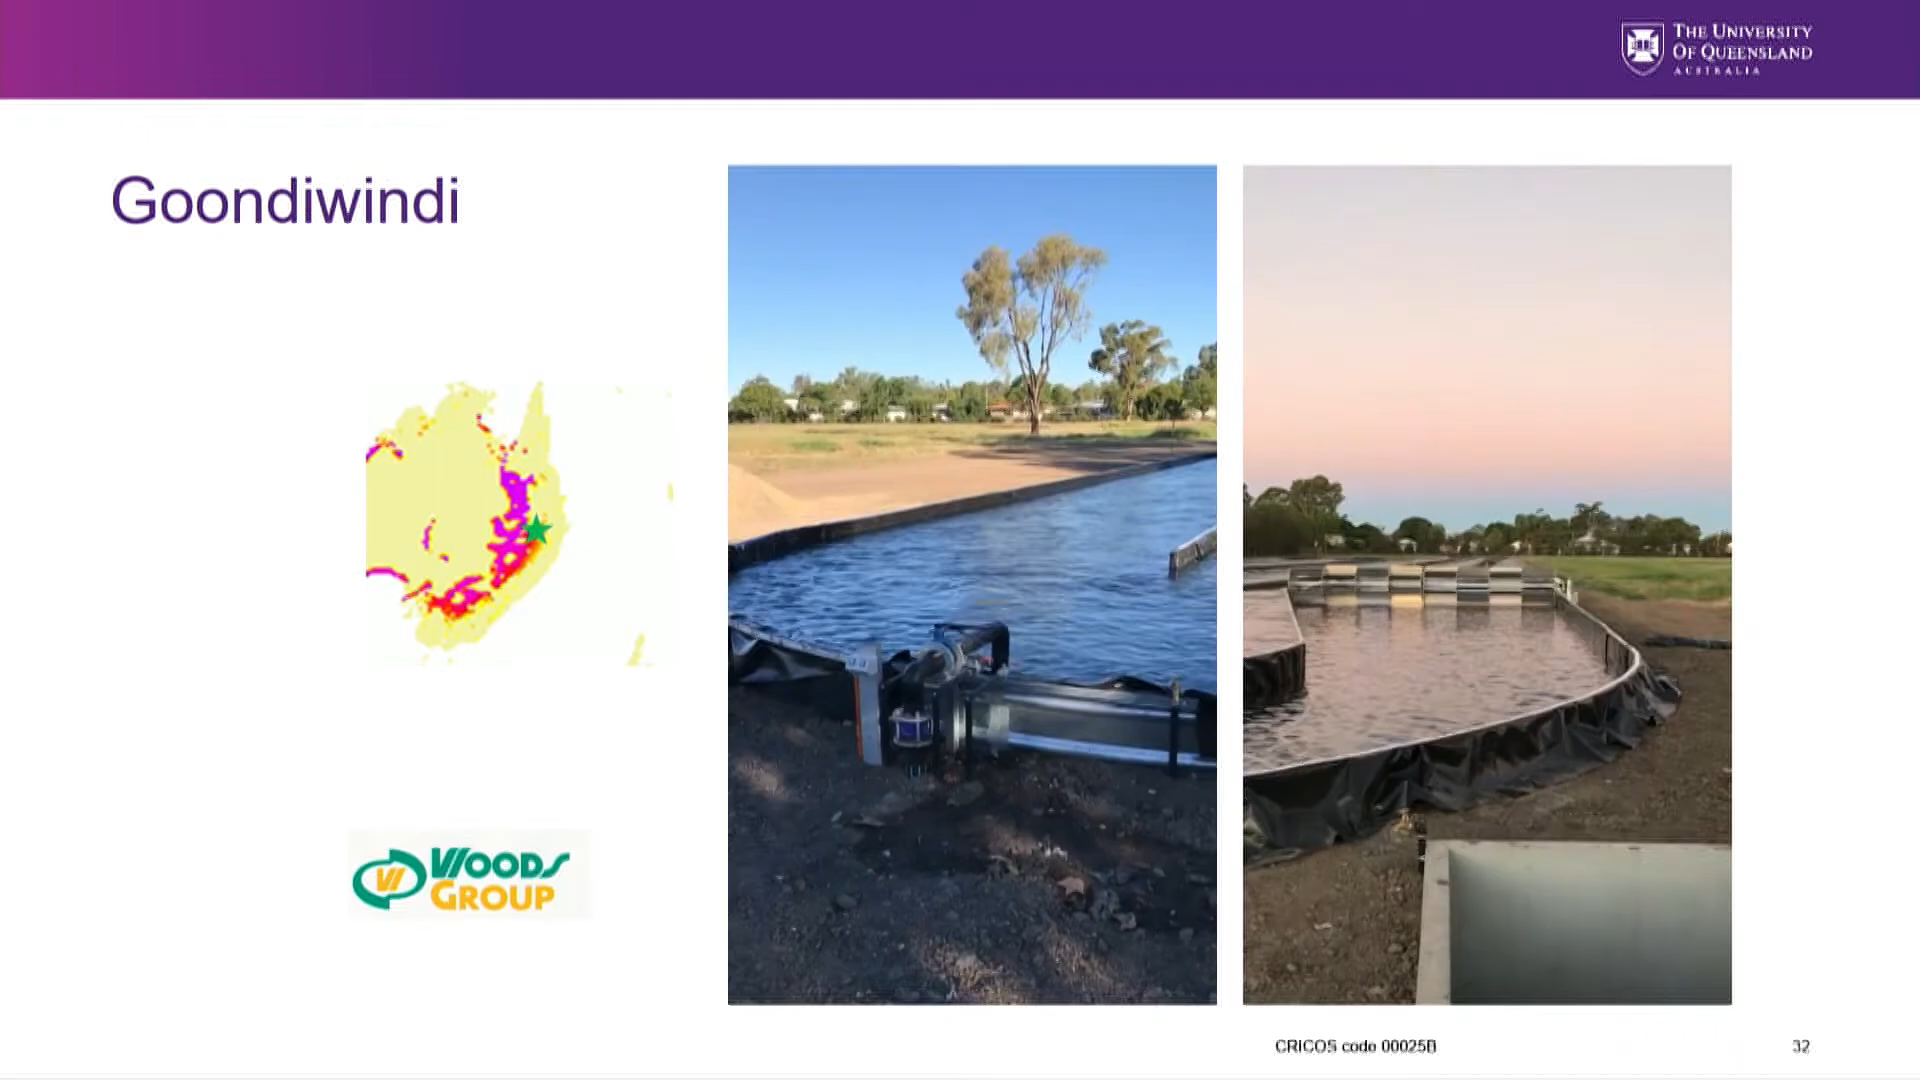 THE UNIVERSITY
OF QUEENSLAND
AUSTRALIA
Goondiwindi
WOODS
GROUP
CRICOS code 00025B
32